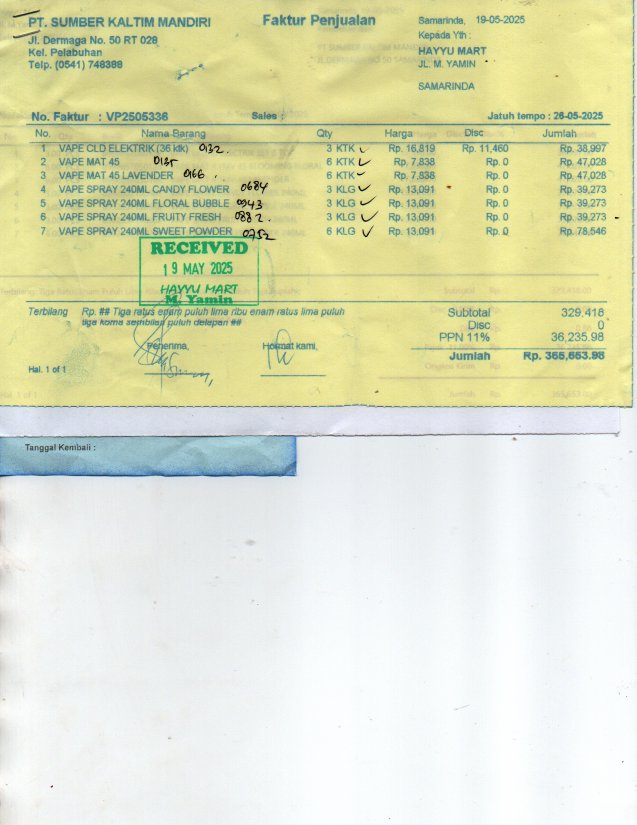 PT. SUMBER KALTIM MANDIRI
Jl. Dermaga No. 50 RT 028
Kel. Pelabuhan
Telp. (0541) 748388
Faktur Penjualan
Samarinda, 19-05-2025
Kepada Yth :
HAYYU MART
JL. M. YAMIN
SAMARINDA
No. Faktur : VP2505336 Sales : Jatuh tempo : 26-05-2025
No. Nama Barang Qty Harga Disc Jumlah
1 VAPE CLD ELEKTRIK (36 ktk) 0132. 3 KTK Rp. 16,819 Rp. 11,460 Rp. 38,997
2 VAPE MAT 45 0135 6 KTK Rp. 7,838 Rp. 0 Rp. 47,028
3 VAPE MAT 45 LAVENDER 0166. 6 KTK Rp. 7,838 Rp. 0 Rp. 47,028
4 VAPE SPRAY 240ML CANDY FLOWER 0684 3 KLG Rp. 13,091 Rp. 0 Rp. 39,273
5 VAPE SPRAY 240ML FLORAL BUBBLE 0943 3 KLG Rp. 13,091 Rp. 0 Rp. 39,273
6 VAPE SPRAY 240ML FRUITY FRESH 0882. 3 KLG Rp. 13,091 Rp. 0 Rp. 39,273
7 VAPE SPRAY 240ML SWEET POWDER 0752 6 KLG Rp. 13,091 Rp. 0 Rp. 78,546
RECEIVED
19 MAY 2025
HAYYU MART
M. Yamin
Terbilang Rp. ## Tiga ratus enam puluh lima ribu enam ratus lima puluh
tiga koma sembilan puluh delapan ##
Subtotal 329,418
Disc 0
PPN 11% 36,235.98
Jumlah Rp. 365,653.98
Penerima, Hormat kami,
Hal. 1 of 1
Tanggal Kembali :